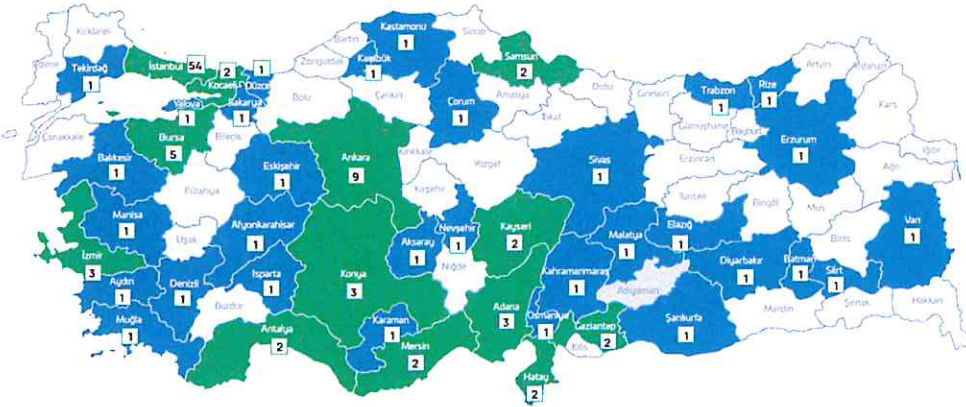 Kırklareli
Edirne
Tekirdağ
1
İstanbul 54
Kocaeli
2
Düzce
1
Yalova
1
Sakarya
1
Bartın
Zonguldak
Karabük
1
Kastamonu
1
Sinop
Samsun
2
Çankırı
Çorum
1
Amasya
Ordu
Tokat
Giresun
Trabzon
1
Rize
1
Artvin
Ardahan
Kars
Gümüşhane
Bayburt
Erzurum
1
Iğdır
Ağrı
Çanakkale
Balıkesir
1
Bursa
5
Bilecik
Bolu
Eskişehir
1
Ankara
9
Kırıkkale
Yozgat
Sivas
1
Erzincan
Tunceli
Bingöl
Muş
Bitlis
Van
1
Kütahya
Manisa
1
Uşak
Afyonkarahisar
1
Kırşehir
Nevşehir
1
Aksaray
1
Niğde
Kayseri
2
Malatya
1
Elazığ
1
Diyarbakır
1
Batman
1
Siirt
1
İzmir
3
Aydın
1
Denizli
1
Isparta
1
Burdur
Konya
3
Kahramanmaraş
1
Adıyaman
Mardin
Şırnak
Hakkari
Muğla
1
Antalya
2
Karaman
1
Mersin
2
Adana
3
Osmaniye
1
Gaziantep
2
Kilis
Şanlıurfa
1
Hatay
2